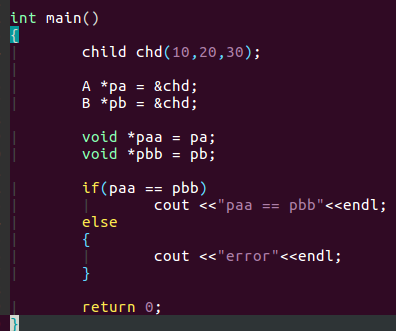 int main()
{
child chd(10,20,30);
A *pa = &chd;
B *pb = &chd;
void *paa = pa;
void *pbb = pb;
if(paa == pbb)
cout <<"paa == pbb"<<endl;
else
{
cout <<"error"<<endl;
}
return 0;
}